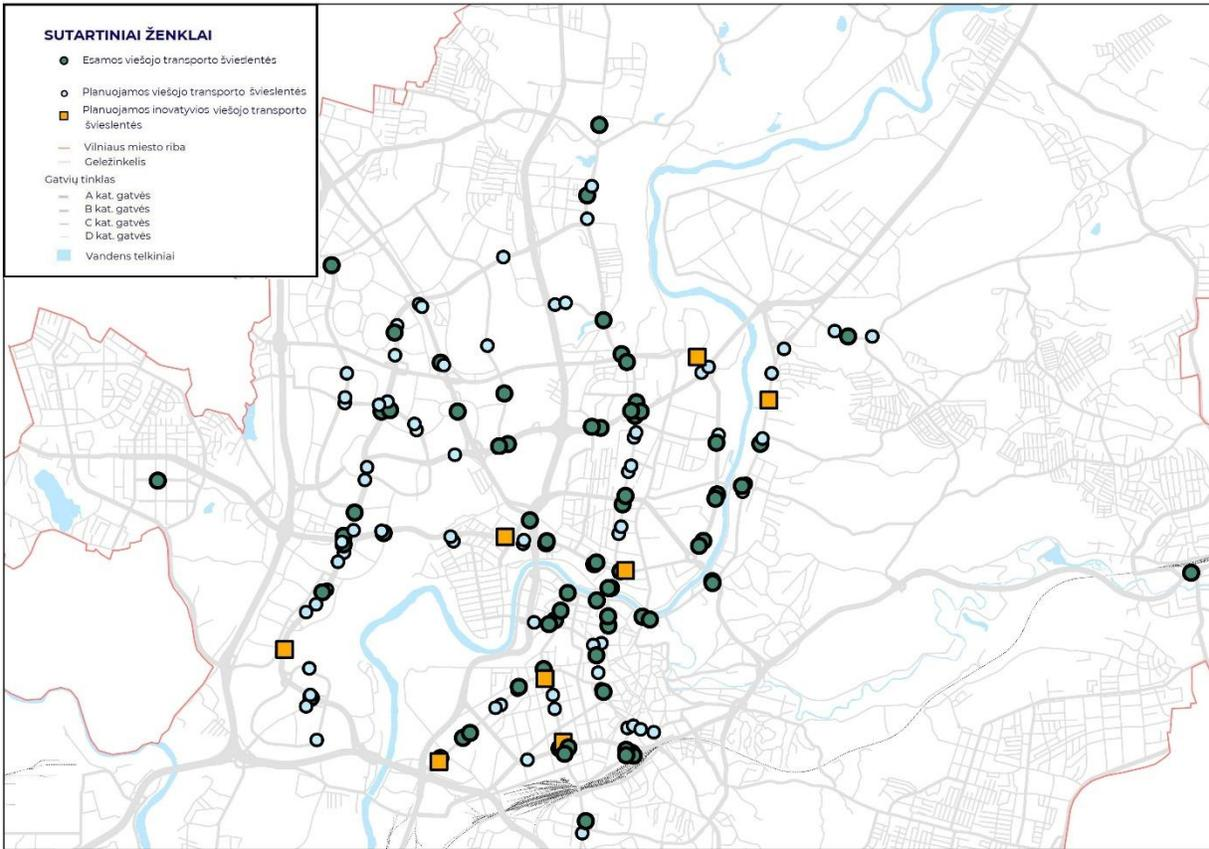 SUTARTINIAI ŽENKLAI
Esamos viešojo transporto švieslentės
Planuojamos viešojo transporto švieslentės
Planuojamos inovatyvios viešojo transporto
švieslentės
Vilniaus miesto riba
Geležinkelis
Gatvių tinklas
A kat. gatvės
B kat. gatvės
C kat. gatvės
D kat. gatvės
Vandens telkiniai